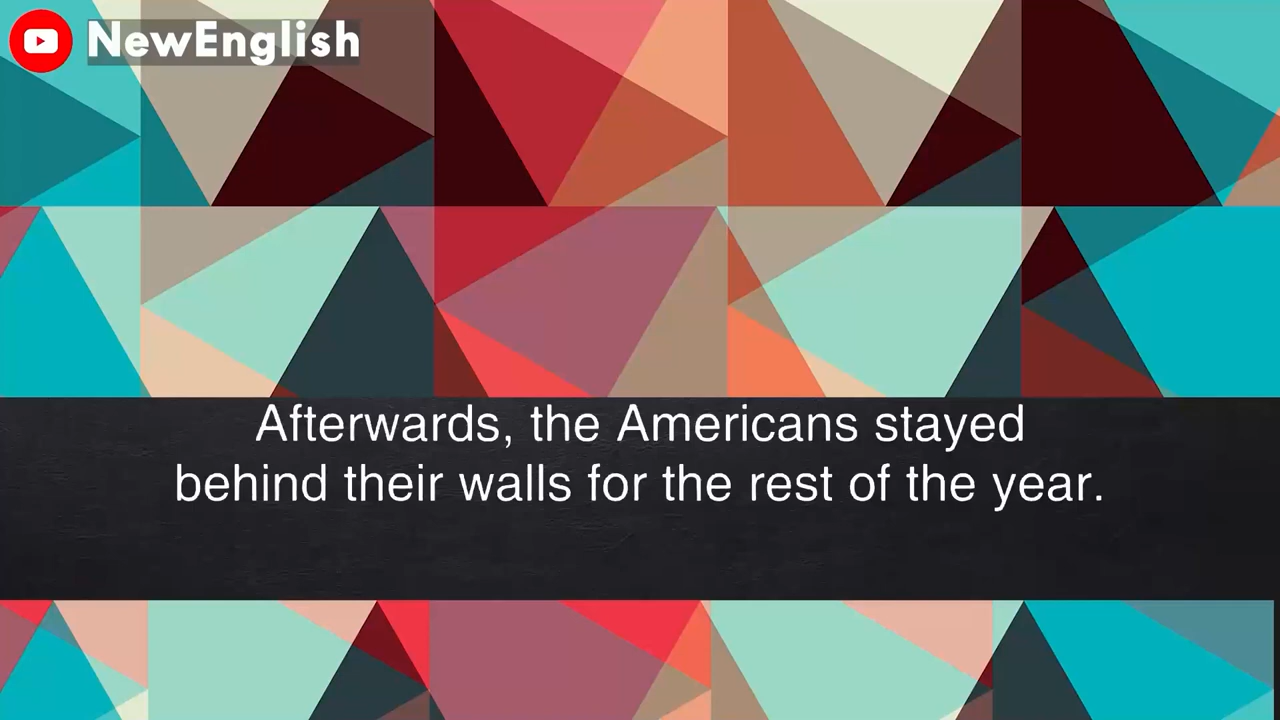 NewEnglish
Afterwards, the Americans stayed
behind their walls for the rest of the year.